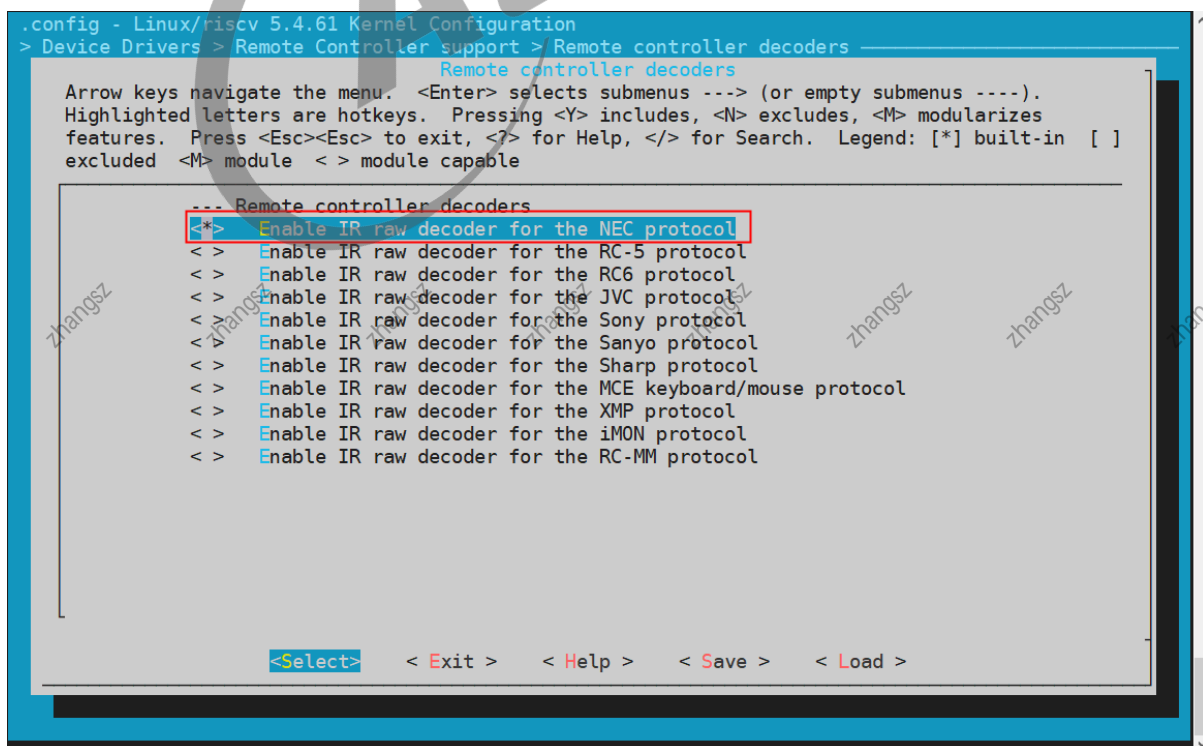 .config - Linux/riscv 5.4.61 Kernel Configuration
> Device Drivers > Remote Controller support > Remote controller decoders
Remote controller decoders
Arrow keys navigate the menu. <Enter> selects submenus ---> (or empty submenus ----).
Highlighted letters are hotkeys. Pressing <Y> includes, <N> excludes, <M> modularizes
features. Press <Esc><Esc> to exit, <?> for Help, </> for Search. Legend: [*] built-in [ ]
excluded <M> module < > module capable
--- Remote controller decoders
<*> Enable IR raw decoder for the NEC protocol
< > Enable IR raw decoder for the RC-5 protocol
< > Enable IR raw decoder for the RC6 protocol
< > Enable IR raw decoder for the JVC protocol
< > Enable IR raw decoder for the Sony protocol
< > Enable IR raw decoder for the Sanyo protocol
< > Enable IR raw decoder for the Sharp protocol
< > Enable IR raw decoder for the MCE keyboard/mouse protocol
< > Enable IR raw decoder for the XMP protocol
< > Enable IR raw decoder for the iMON protocol
< > Enable IR raw decoder for the RC-MM protocol
zhangsz zhangsz zhangsz zhangsz zhangsz zhangsz zhangsz
<Select> < Exit > < Help > < Save > < Load >